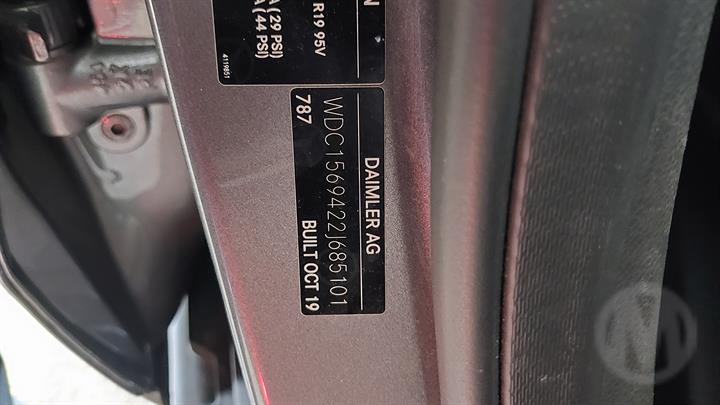 N
R19 95V
A (29 PSI)
A (44 PSI)
4119851
DAIMLER AG
WDC1569422J685101
787 BUILT OCT 19
M